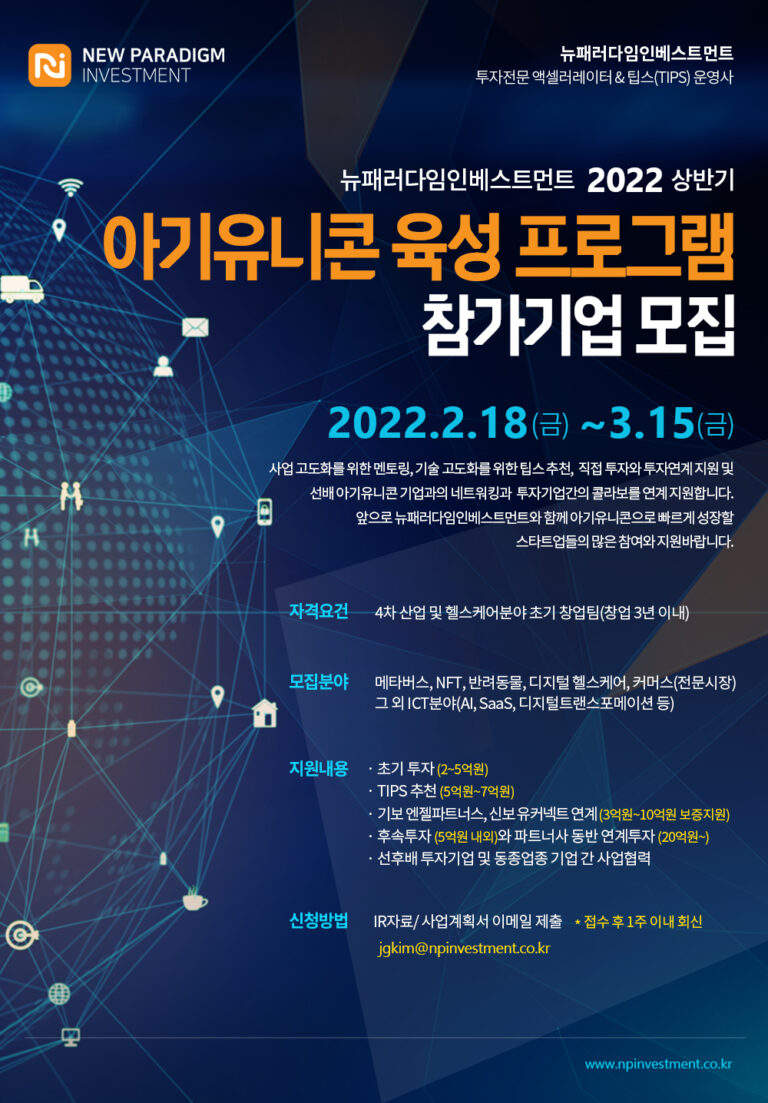 NEW PARADIGM
INVESTMENT
뉴패러다임인베스트먼트
투자전문 액셀러레이터 & 팁스(TIPS) 운영사
뉴패러다임인베스트먼트 2022 상반기
아기유니콘 육성 프로그램
참가기업 모집
2022.2.18(금) ~3.15(금)
사업 고도화를 위한 멘토링, 기술 고도화를 위한 팁스 추천, 직접 투자와 투자연계 지원 및
선배 아기유니콘 기업과의 네트워킹과 투자기업간의 콜라보를 연계 지원합니다.
앞으로 뉴패러다임인베스트먼트와 함께 아기유니콘으로 빠르게 성장할
스타트업들의 많은 참여와 지원바랍니다.
자격요건 4차 산업 및 헬스케어분야 초기 창업팀(창업 3년 이내)
모집분야 메타버스, NFT, 반려동물, 디지털 헬스케어, 커머스(전문시장)
그 외 ICT분야(AI, SaaS, 디지털트랜스포메이션 등)
지원내용 · 초기 투자 (2~5억원)
· TIPS 추천 (5억원~7억원)
· 기보 엔젤파트너스, 신보 유커넥트 연계 (3억원~10억원 보증지원)
· 후속투자 (5억원 내외)와 파트너사 동반 연계투자 (20억원~)
· 선후배 투자기업 및 동종업종 기업 간 사업협력
신청방법 IR자료/ 사업계획서 이메일 제출 * 접수 후 1주 이내 회신
jgkim@npinvestment.co.kr
www.npinvestment.co.kr